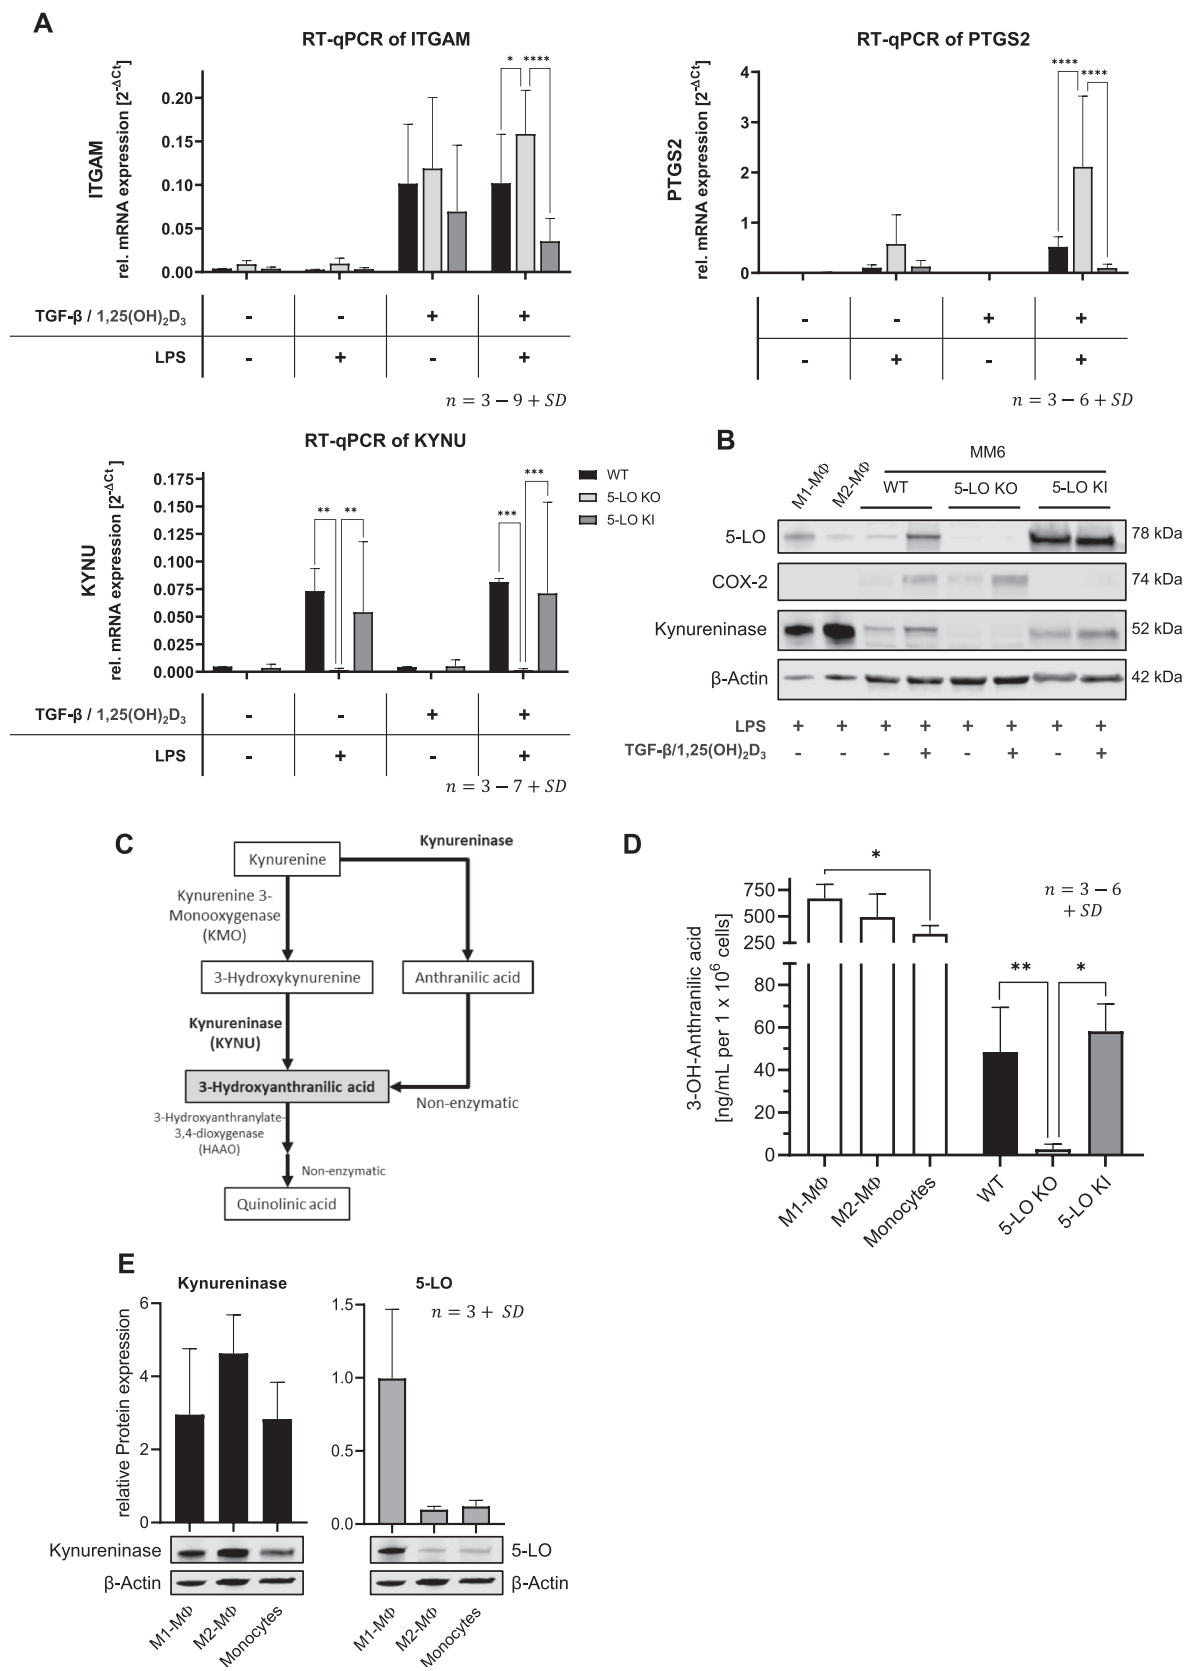 A
RT-qPCR of ITGAM
ITGAM
rel. mRNA expression [2^-ΔCt]
0.20
0.15
0.10
0.05
0.00
* ****
TGF-β / 1,25(OH)₂D₃ - - + +
LPS - + - +
n = 3 − 9 + SD
RT-qPCR of PTGS2
PTGS2
rel. mRNA expression [2^-ΔCt]
4
3
2
1
0
**** ****
- - + +
- + - +
n = 3 − 6 + SD
RT-qPCR of KYNU
KYNU
rel. mRNA expression [2^-ΔCt]
0.175
0.150
0.125
0.100
0.075
0.050
0.025
0.000
** **
*** ***
WT
5-LO KO
5-LO KI
TGF-β / 1,25(OH)₂D₃ - - + +
LPS - + - +
n = 3 − 7 + SD
B
MM6
M1-MΦ M2-MΦ WT 5-LO KO 5-LO KI
5-LO 78 kDa
COX-2 74 kDa
Kynureninase 52 kDa
β-Actin 42 kDa
LPS + + + + + + + +
TGF-β/1,25(OH)₂D₃ - - - + - + - +
C
Kynureninase
Kynurenine
Kynurenine 3-
Monooxygenase
(KMO)
3-Hydroxykynurenine
Anthranilic acid
Kynureninase
(KYNU)
3-Hydroxyanthranilic acid
Non-enzymatic
3-Hydroxyanthranylate-
3,4-dioxygenase
(HAAO)
Non-enzymatic
Quinolinic acid
D
3-OH-Anthranilic acid
[ng/mL per 1 x 10⁶ cells]
750
500
250
80
60
40
20
0
*
** *
n = 3 − 6
+ SD
M1-MΦ
M2-MΦ
Monocytes
WT
5-LO KO
5-LO KI
E
Kynureninase
relative Protein expression
6
4
2
0
5-LO
n = 3 + SD
1.5
1.0
0.5
0.0
Kynureninase
β-Actin
5-LO
β-Actin
M1-MΦ
M2-MΦ
Monocytes
M1-MΦ
M2-MΦ
Monocytes